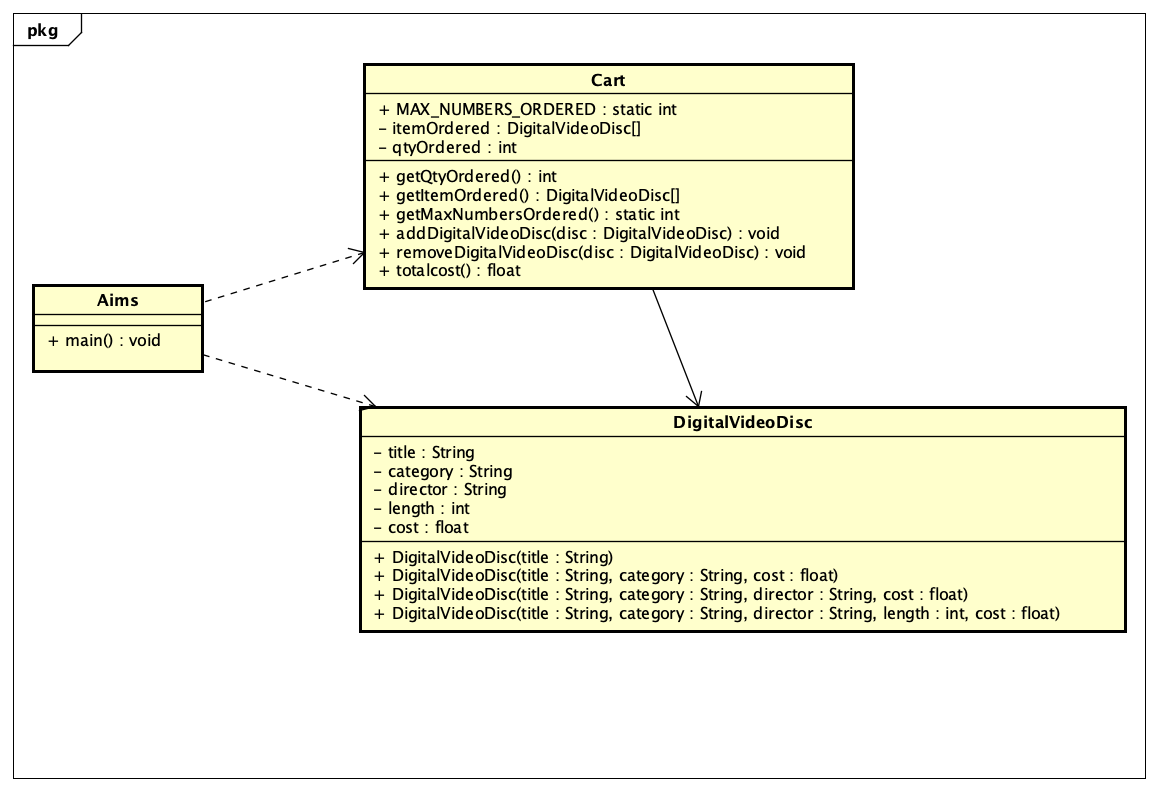 pkg
Cart
+ MAX_NUMBERS_ORDERED : static int
- itemOrdered : DigitalVideoDisc[]
- qtyOrdered : int
+ getQtyOrdered() : int
+ getItemOrdered() : DigitalVideoDisc[]
+ getMaxNumbersOrdered() : static int
+ addDigitalVideoDisc(disc : DigitalVideoDisc) : void
+ removeDigitalVideoDisc(disc : DigitalVideoDisc) : void
+ totalcost() : float
Aims
+ main() : void
DigitalVideoDisc
- title : String
- category : String
- director : String
- length : int
- cost : float
+ DigitalVideoDisc(title : String)
+ DigitalVideoDisc(title : String, category : String, cost : float)
+ DigitalVideoDisc(title : String, category : String, director : String, cost : float)
+ DigitalVideoDisc(title : String, category : String, director : String, length : int, cost : float)